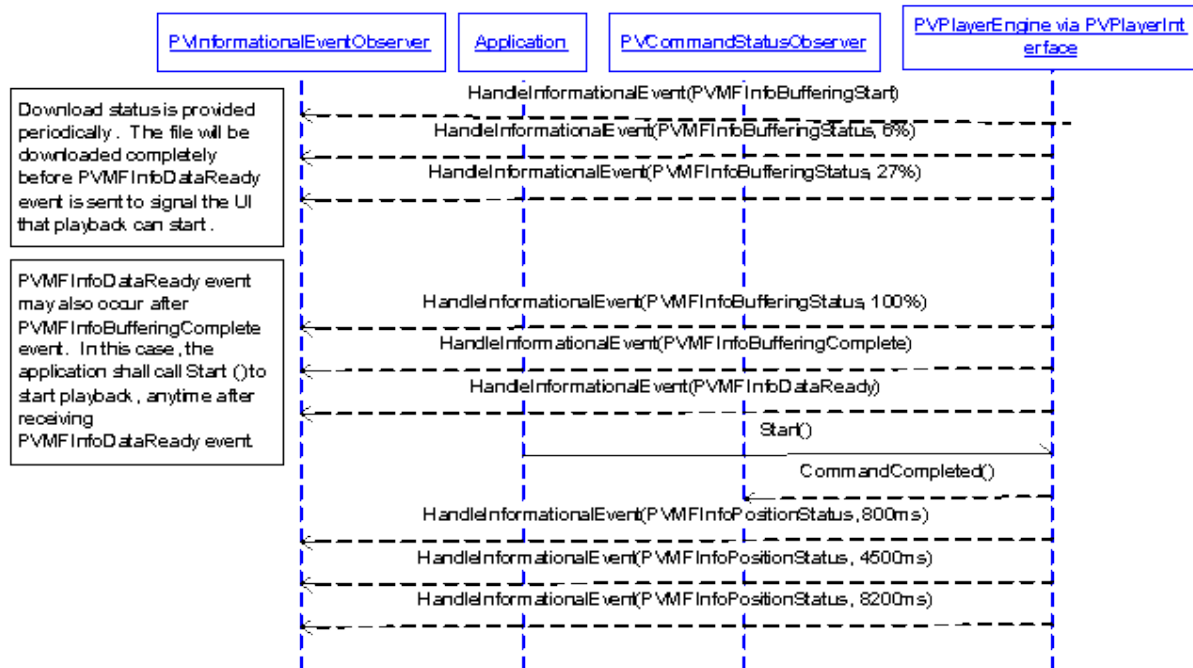 PVInformationalEventObserver
Application
PVCommandStatusObserver
PVPlayerEngine via PVPlayerInt
erface
Download status is provided
periodically. The file will be
downloaded completely
before PVMFInfoDataReady
event is sent to signal the UI
that playback can start.
HandleInformationalEvent(PVMFInfoBufferingStart)
HandleInformationalEvent(PVMFInfoBufferingStatus, 6%)
HandleInformationalEvent(PVMFInfoBufferingStatus, 27%)
PVMFInfoDataReady event
may also occur after
PVMFInfoBufferingComplete
event. In this case, the
application shall call Start () to
start playback, anytime after
receiving
PVMFInfoDataReady event
HandleInformationalEvent(PVMFInfoBufferingStatus, 100%)
HandleInformationalEvent(PVMFInfoBufferingComplete)
HandleInformationalEvent(PVMFInfoDataReady)
Start()
CommandCompleted()
HandleInformationalEvent(PVMFInfoPositionStatus, 800ms)
HandleInformationalEvent(PVMFInfoPositionStatus, 4500ms)
HandleInformationalEvent(PVMFInfoPositionStatus, 8200ms)